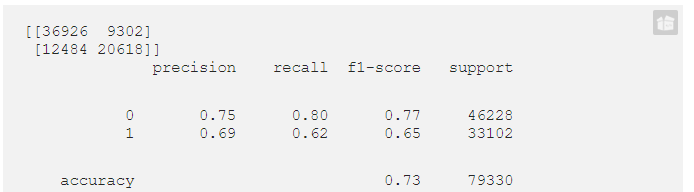 [[36926  9302]
 [12484 20618]]
              precision    recall  f1-score   support

           0       0.75      0.80      0.77     46228
           1       0.69      0.62      0.65     33102

    accuracy                           0.73     79330